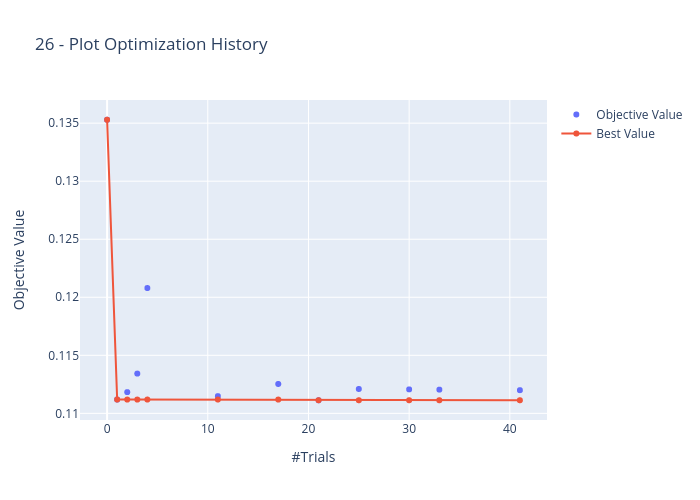 26 - Plot Optimization History
Objective Value
Best Value
0.135
0.13
0.125
0.12
0.115
0.11
Objective Value
0
10
20
30
40
#Trials